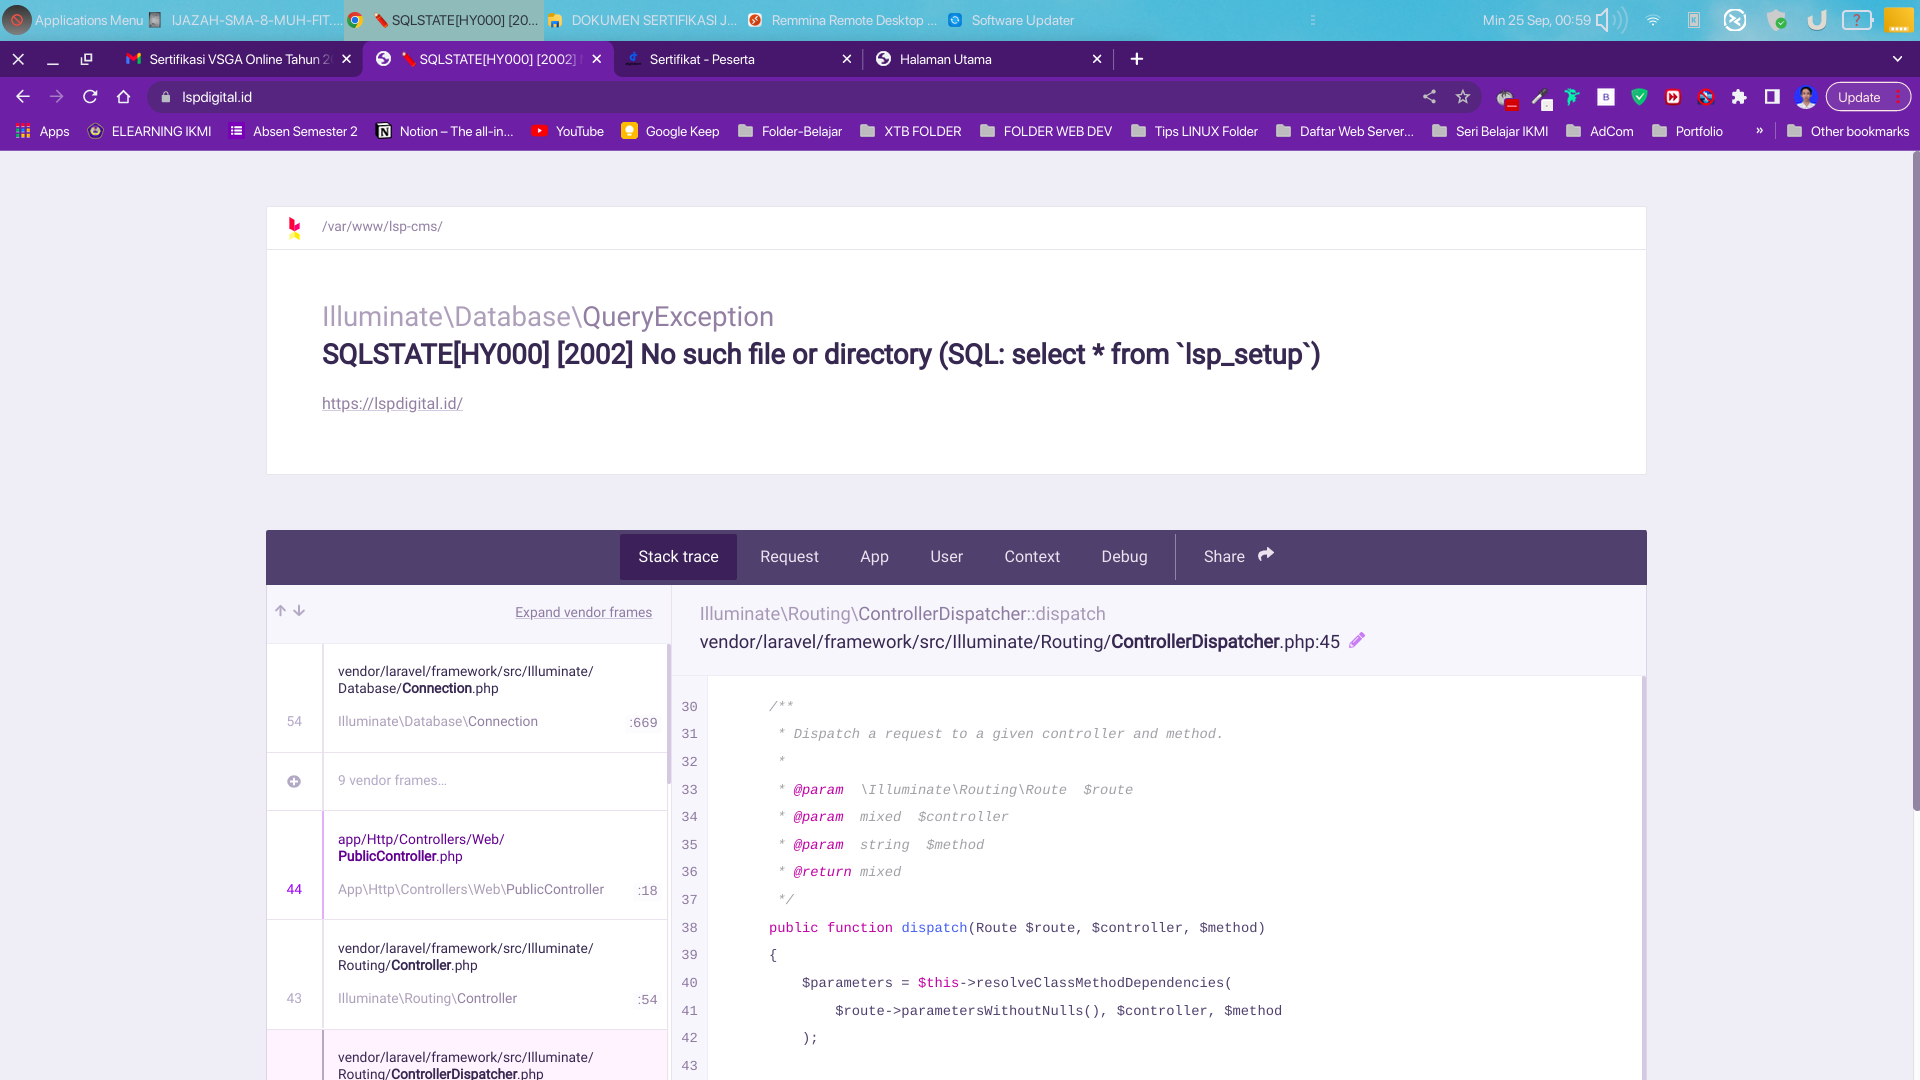 Applications Menu IJAZAH-SMA-8-MUH-FIT.... SQLSTATE[HY000] [20... DOKUMEN SERTIFIKASI J... Remmina Remote Desktop ... Software Updater Min 25 Sep, 00:59
Sertifikasi VSGA Online Tahun 20 SQLSTATE[HY000] [2002] Sertifikat - Peserta Halaman Utama
lspdigital.id Update
Apps ELEARNING IKMI Absen Semester 2 Notion – The all-in... YouTube Google Keep Folder-Belajar XTB FOLDER FOLDER WEB DEV Tips LINUX Folder Daftar Web Server... Seri Belajar IKMI AdCom Portfolio » Other bookmarks
/var/www/lsp-cms/
Illuminate\Database\QueryException
SQLSTATE[HY000] [2002] No such file or directory (SQL: select * from `lsp_setup`)
https://lspdigital.id/
Stack trace Request App User Context Debug Share
Expand vendor frames
vendor/laravel/framework/src/Illuminate/
Database/Connection.php
54 Illuminate\Database\Connection :669
9 vendor frames…
app/Http/Controllers/Web/
PublicController.php
44 App\Http\Controllers\Web\PublicController :18
vendor/laravel/framework/src/Illuminate/
Routing/Controller.php
43 Illuminate\Routing\Controller :54
vendor/laravel/framework/src/Illuminate/
Routing/ControllerDispatcher.php
Illuminate\Routing\ControllerDispatcher::dispatch
vendor/laravel/framework/src/Illuminate/Routing/ControllerDispatcher.php:45
30 /**
31 * Dispatch a request to a given controller and method.
32 *
33 * @param \Illuminate\Routing\Route $route
34 * @param mixed $controller
35 * @param string $method
36 * @return mixed
37 */
38 public function dispatch(Route $route, $controller, $method)
39 {
40 $parameters = $this->resolveClassMethodDependencies(
41 $route->parametersWithoutNulls(), $controller, $method
42 );
43